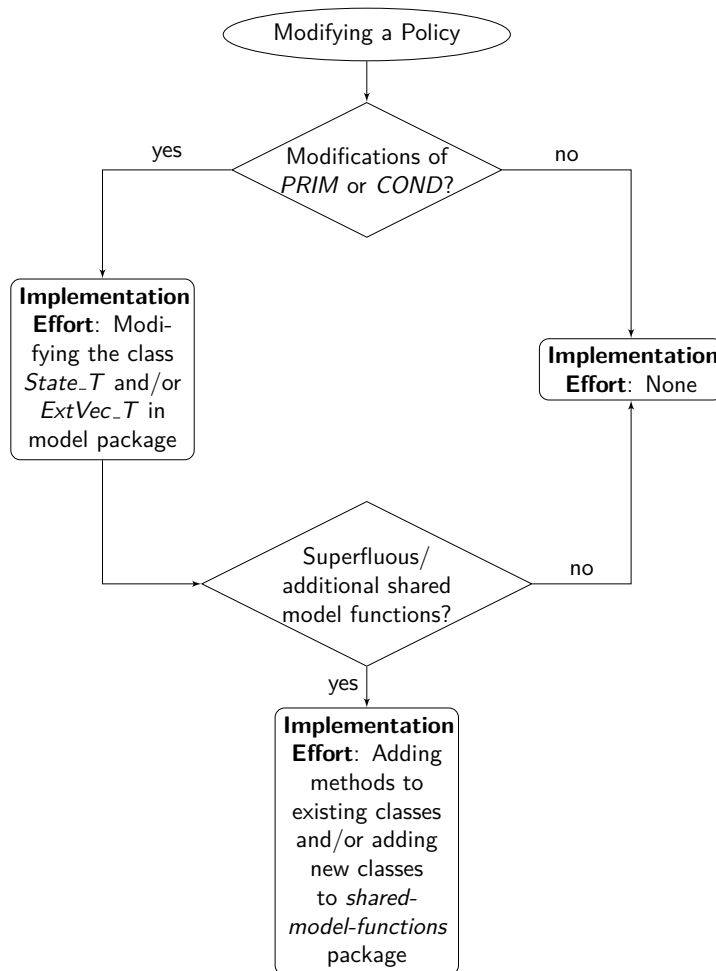 Modifying a Policy
Modifications of
PRIM or COND?
yes
no
Implementation
Effort: Modi-
fying the class
State_T and/or
ExtVec_T in
model package
Implementation
Effort: None
Superfluous/
additional shared
model functions?
no
yes
Implementation
Effort: Adding
methods to
existing classes
and/or adding
new classes
to shared-
model-functions
package